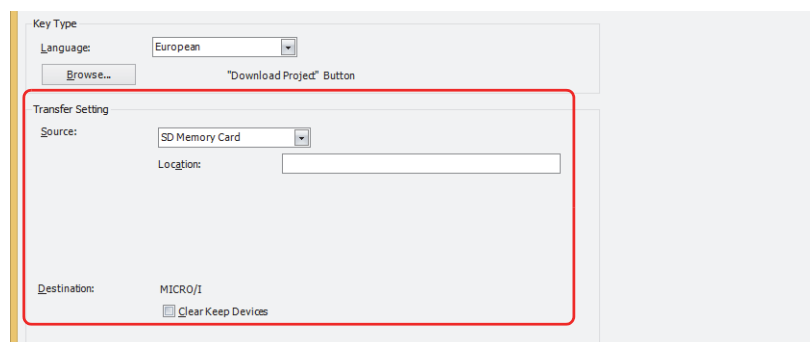 Key Type
Language: European
Browse... "Download Project" Button
Transfer Setting
Source: SD Memory Card
Location:
Destination: MICRO/I
Clear Keep Devices